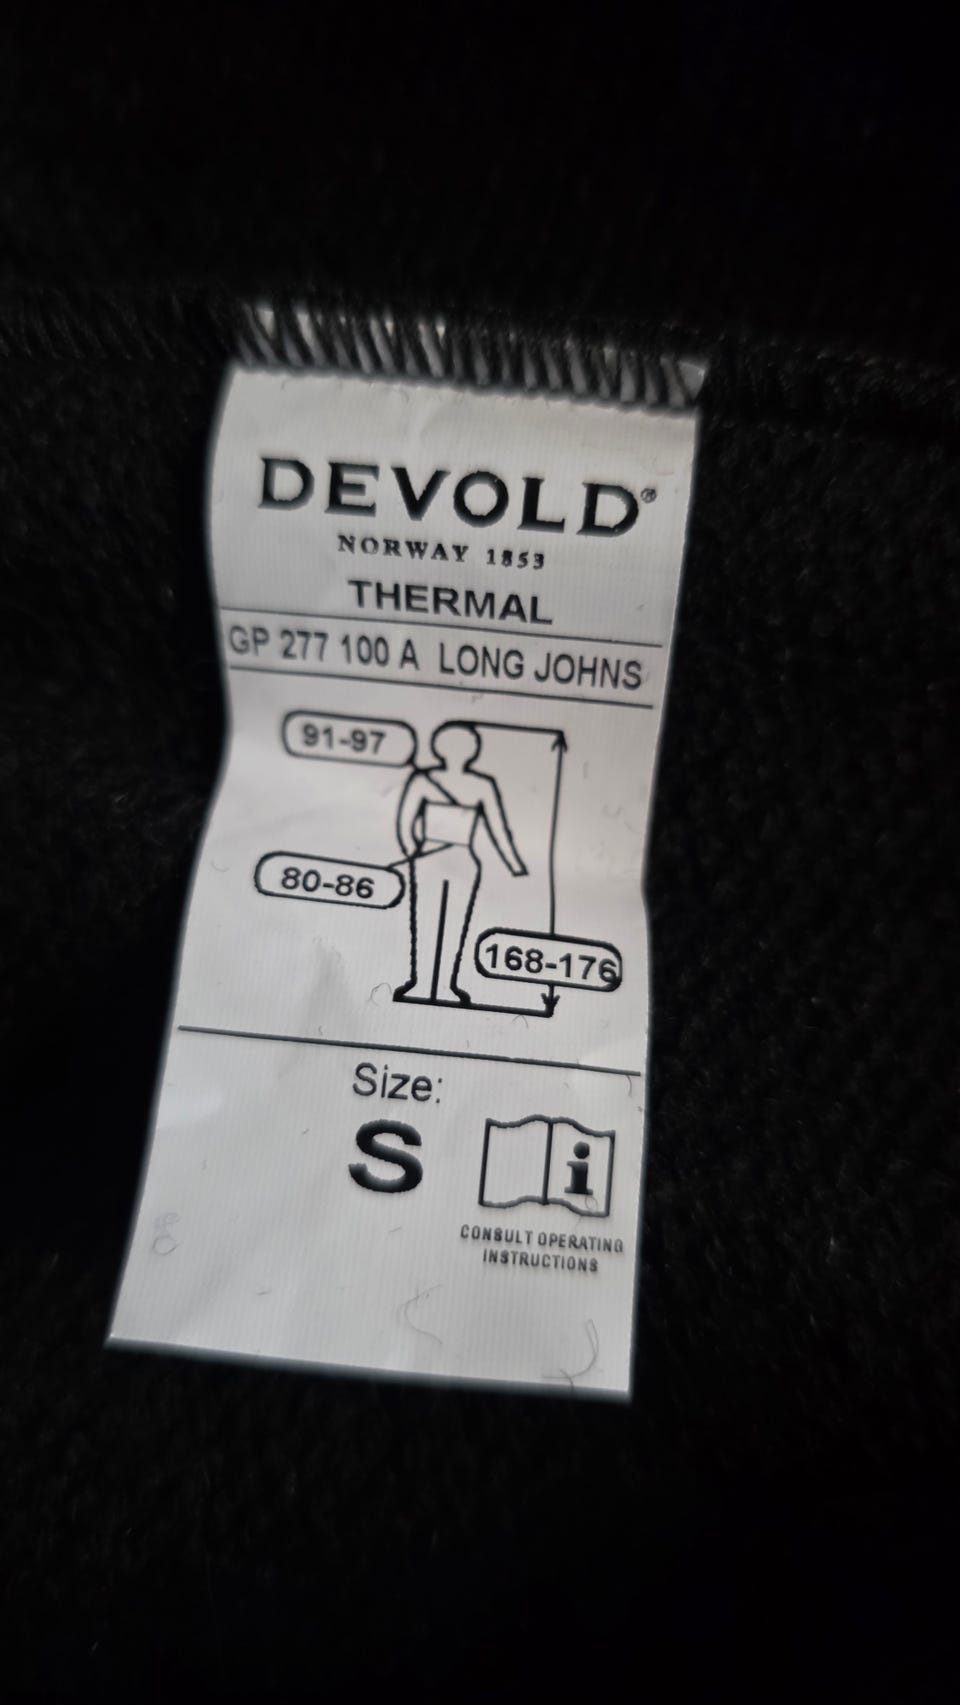 DEVOLD®
NORWAY 1853
THERMAL
GP 277 100 A LONG JOHNS
91-97
80-86
168-176
Size:
S
i
CONSULT OPERATING
INSTRUCTIONS